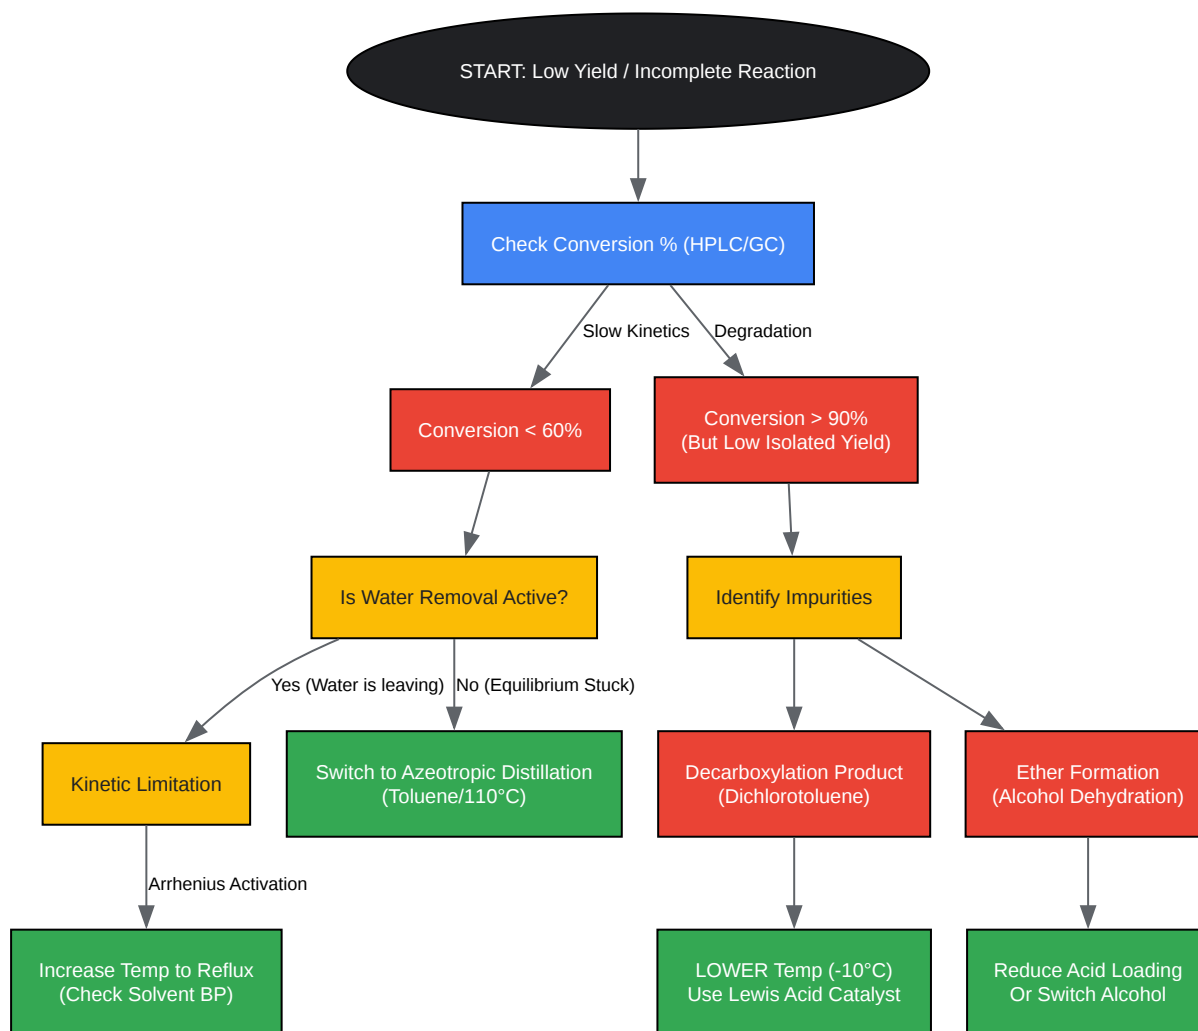 START: Low Yield / Incomplete Reaction
Check Conversion % (HPLC/GC)
Slow Kinetics
Degradation
Conversion < 60%
Conversion > 90%
(But Low Isolated Yield)
Is Water Removal Active?
Identify Impurities
Yes (Water is leaving)
No (Equilibrium Stuck)
Kinetic Limitation
Switch to Azeotropic Distillation
(Toluene/110°C)
Decarboxylation Product
(Dichlorotoluene)
Ether Formation
(Alcohol Dehydration)
Arrhenius Activation
Increase Temp to Reflux
(Check Solvent BP)
LOWER Temp (-10°C)
Use Lewis Acid Catalyst
Reduce Acid Loading
Or Switch Alcohol